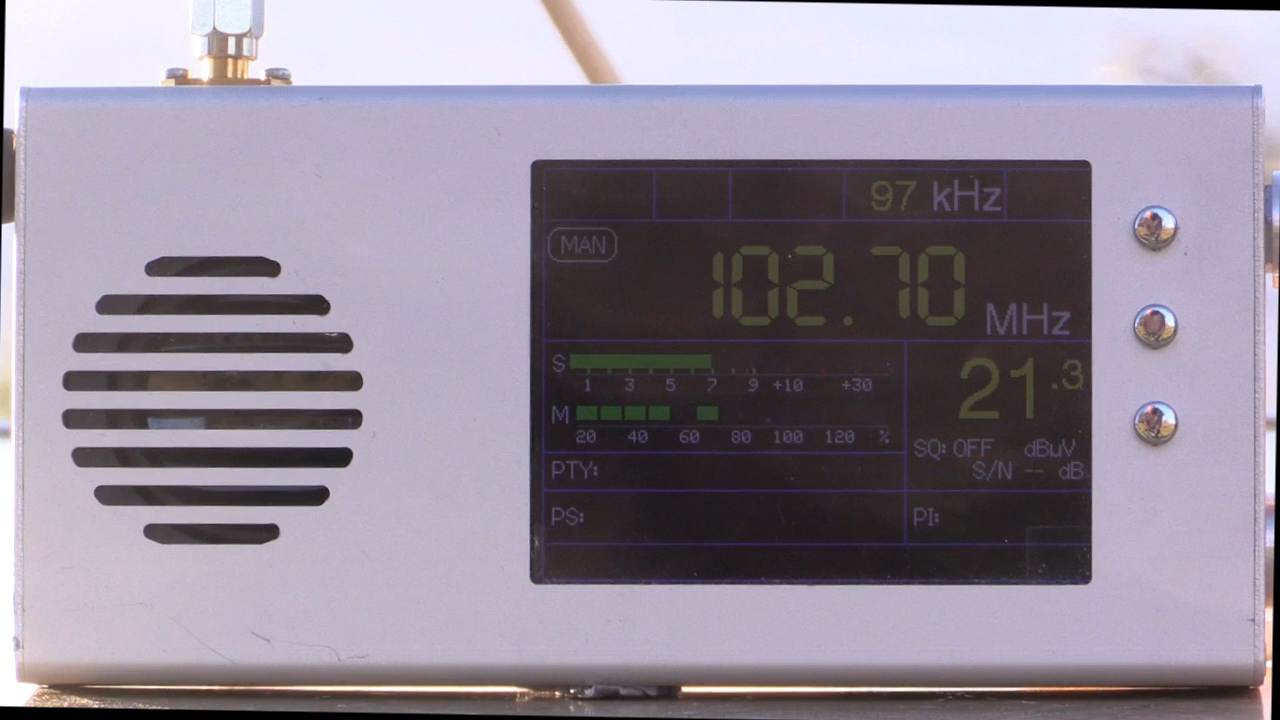 97 kHz
MAN
102.70 MHz
S
1 3 5 7 9 +10 +30
M
20 40 60 80 100 120 %
21.3
SQ: OFF dBuV
S/N -- dB
PTY:
PS:
PI: